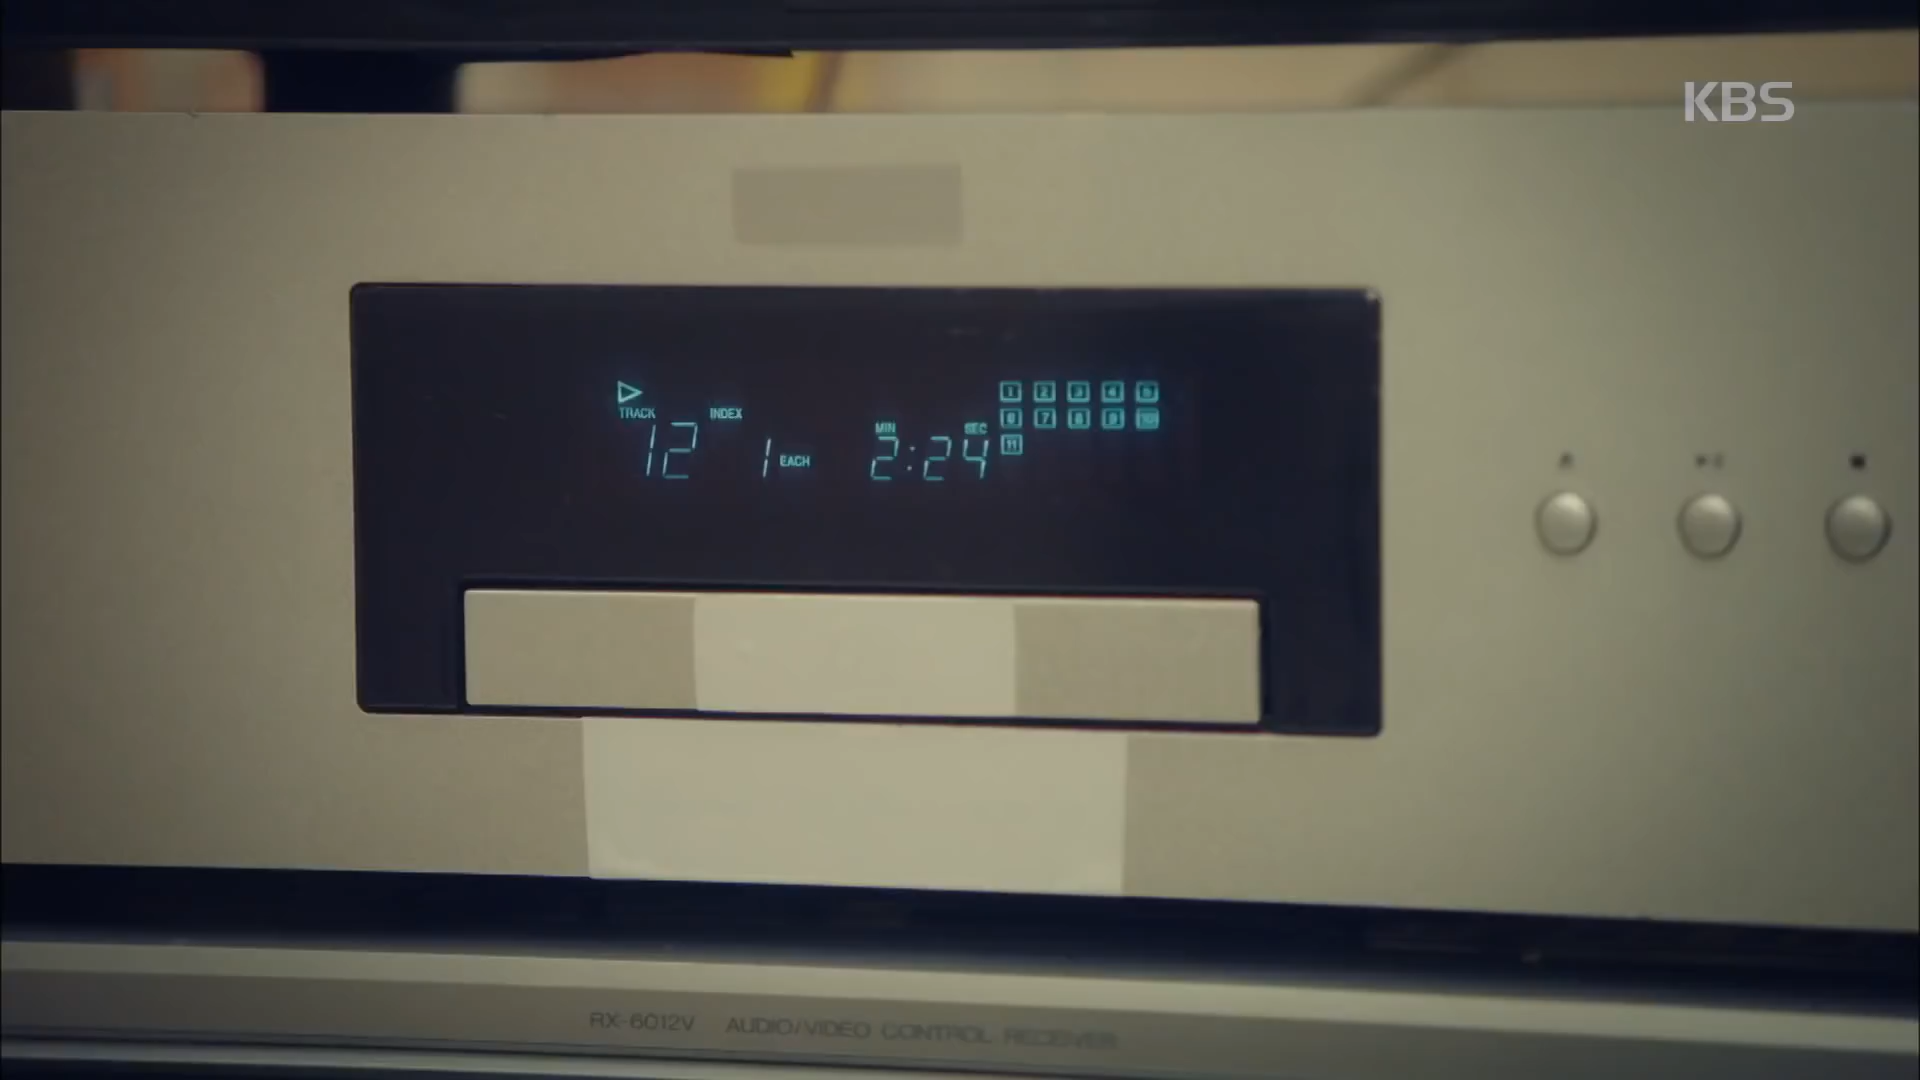 KBS
TRACK INDEX
12 1 EACH
MIN SEC
2:24
1 2 3 4 5
6 7 8 9 10
11
RX-6012V AUDIO/VIDEO CONTROL RECEIVER